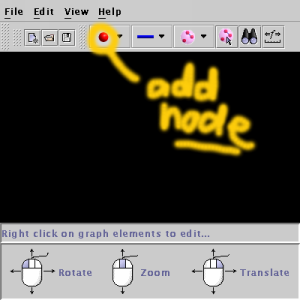 File Edit View Help
add
node
Right click on graph elements to edit...
Rotate Zoom Translate